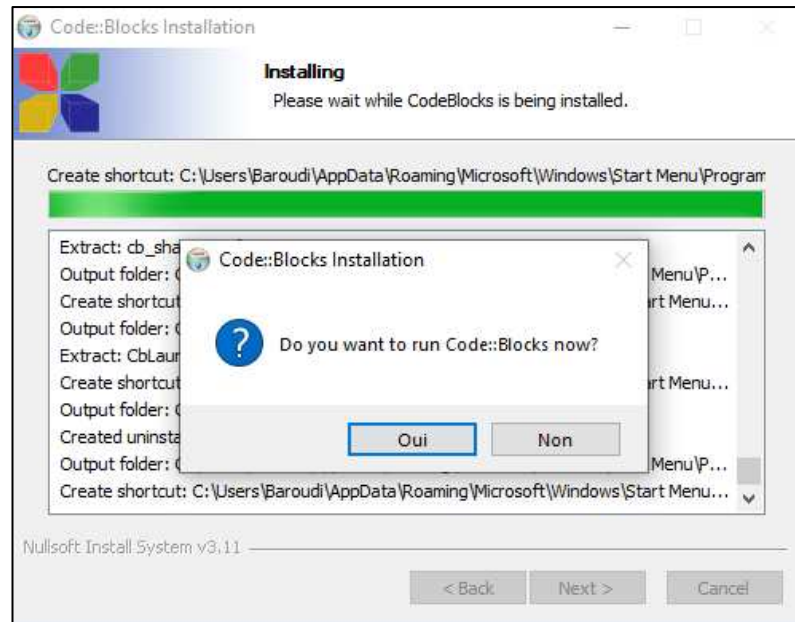 Code::Blocks Installation
Installing
Please wait while CodeBlocks is being installed.
Create shortcut: C:\Users\Baroudi\AppData\Roaming\Microsoft\Windows\Start Menu\Program
Extract: cb_sha
Output folder: Menu\P...
Create shortcut rt Menu...
Output folder:
Extract: CbLaur
Create shortcut rt Menu...
Output folder:
Created uninsta
Output folder: Menu\P...
Create shortcut: C:\Users\Baroudi\AppData\Roaming\Microsoft\Windows\Start Menu...
Code::Blocks Installation
Do you want to run Code::Blocks now?
Oui Non
Nullsoft Install System v3.11
< Back Next > Cancel